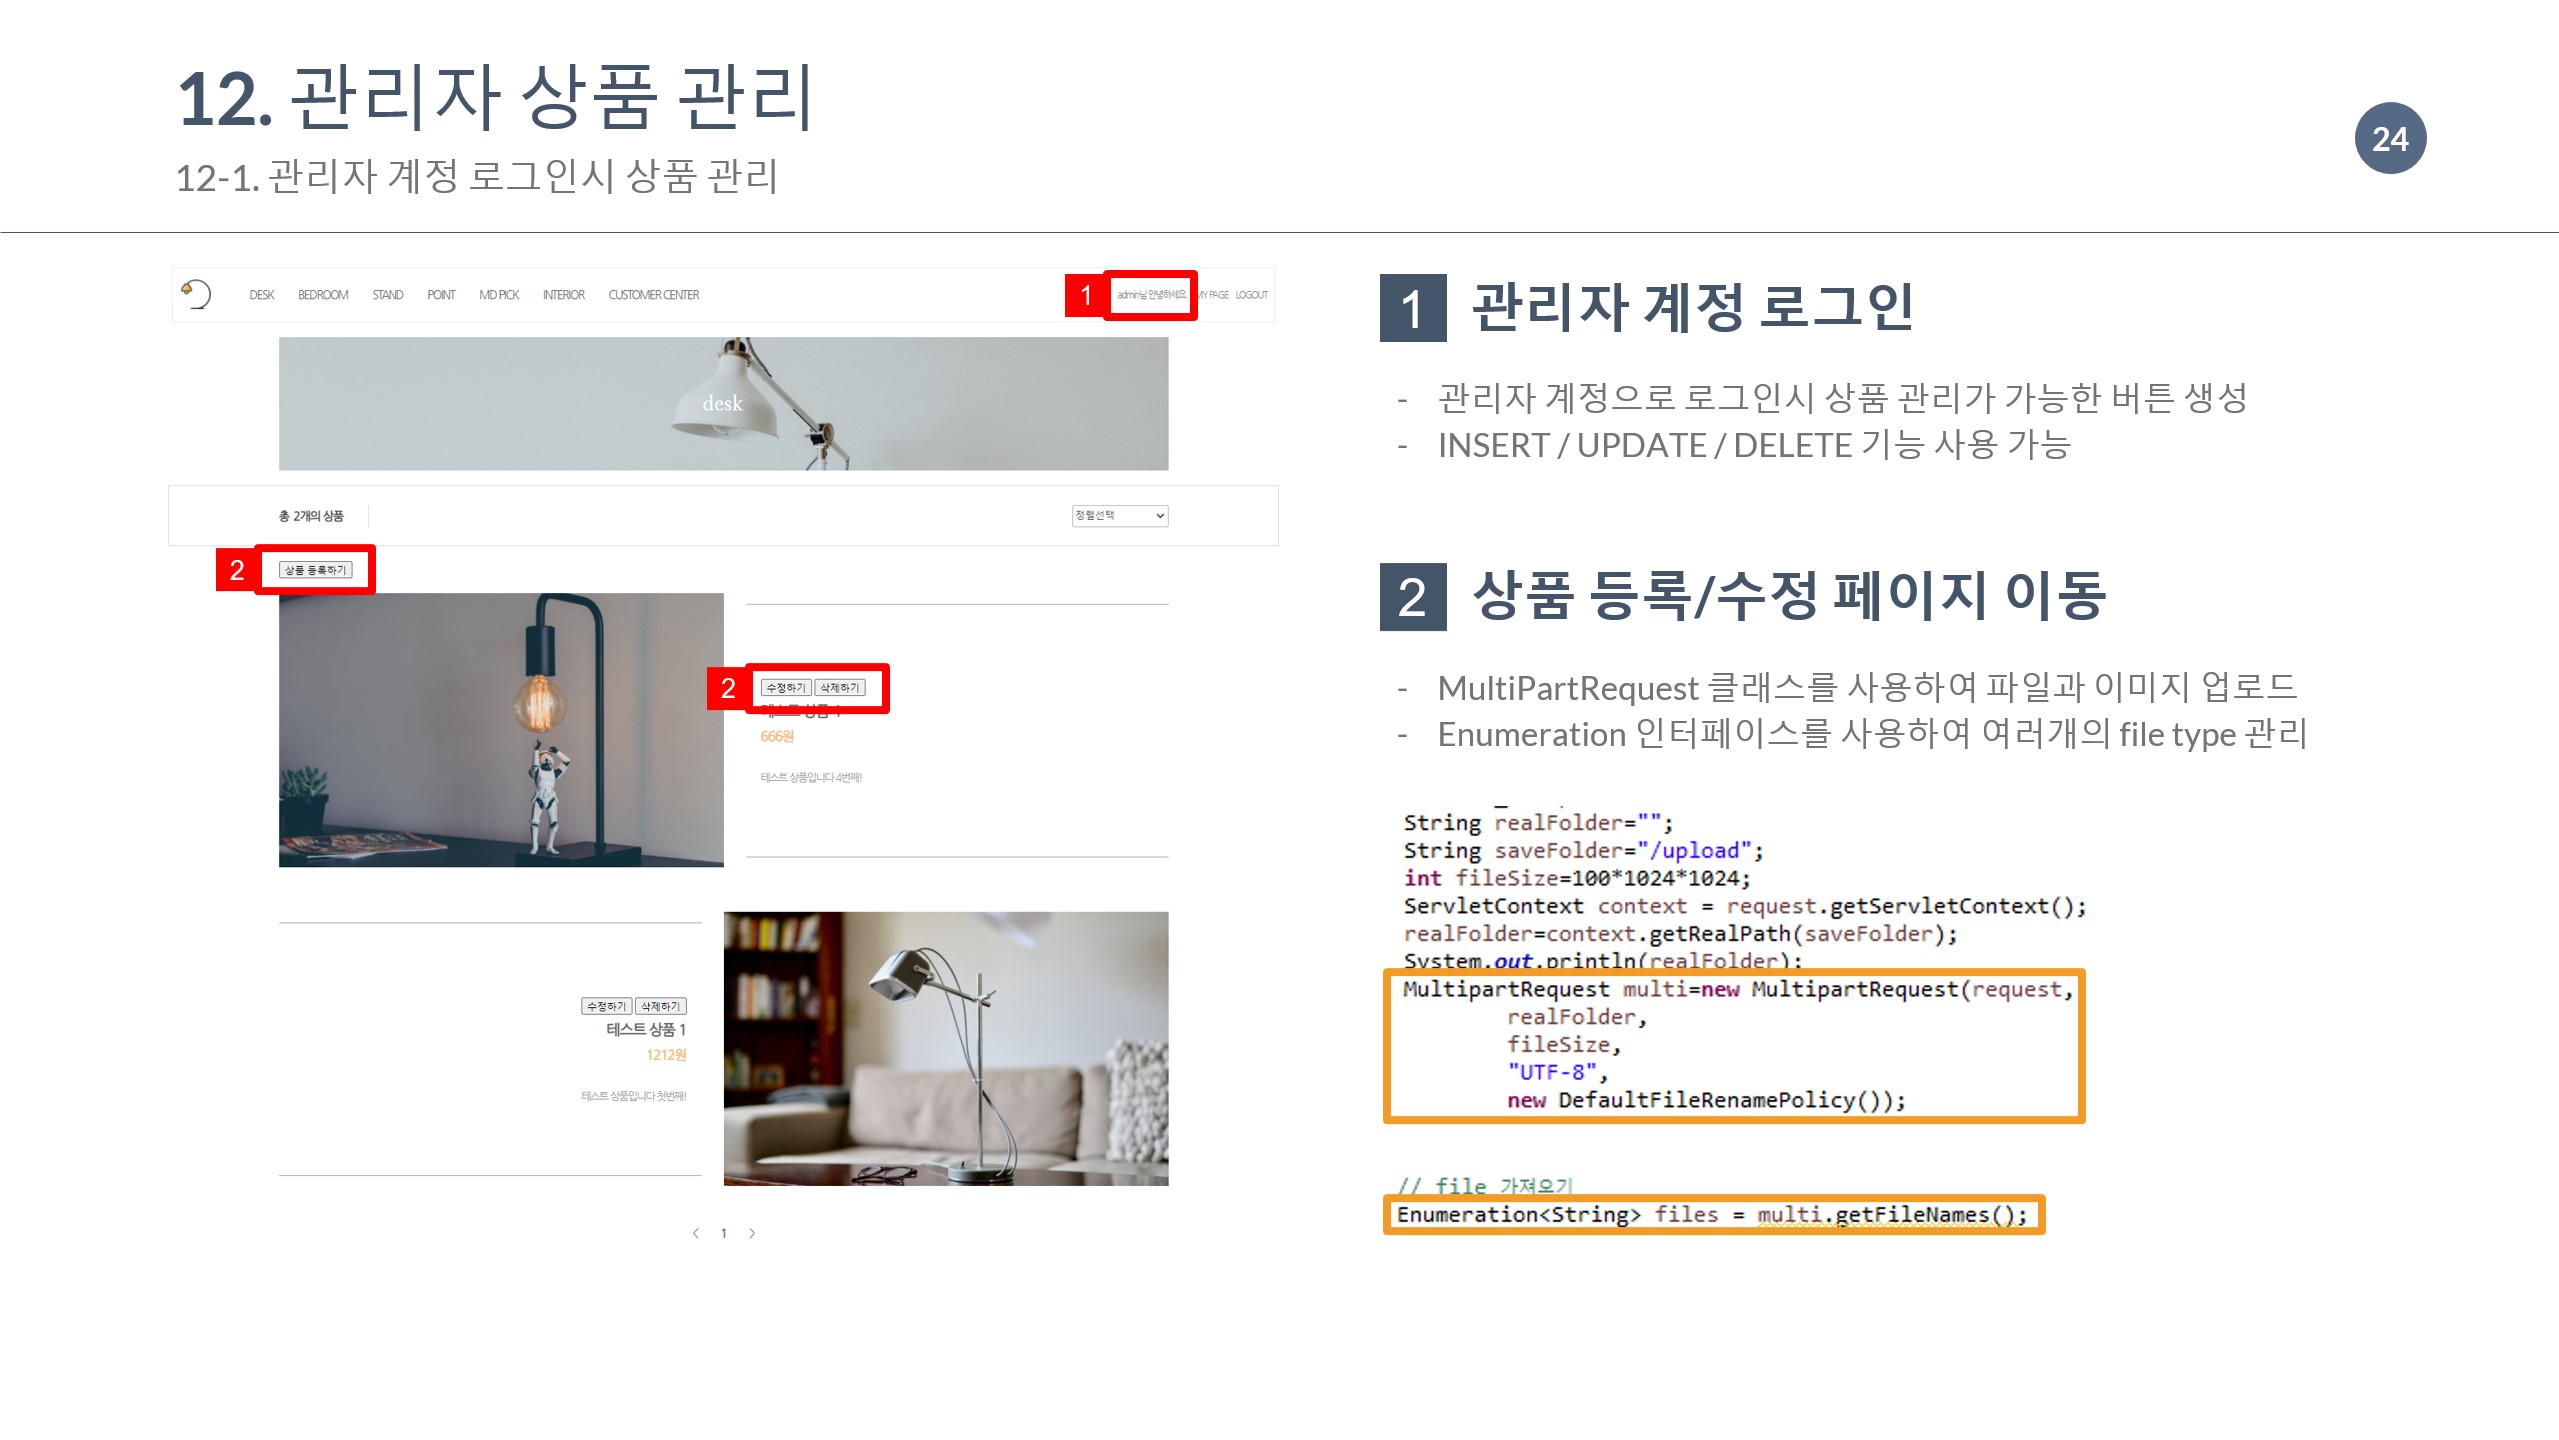 12. 관리자 상품 관리
12-1. 관리자 계정 로그인시 상품 관리
24
DESK BEDROOM STAND POINT MD PICK INTERIOR CUSTOMER CENTER
1 admin님 안녕하세요. MY PAGE LOGOUT
desk
총 2개의 상품
정렬선택
2 상품 등록하기
2 수정하기 삭제하기
테스트 상품 4
666원
테스트 상품입니다 4번째!
수정하기 삭제하기
테스트 상품 1
1212원
테스트 상품입니다 첫번째!
< 1 >
1 관리자 계정 로그인
- 관리자 계정으로 로그인시 상품 관리가 가능한 버튼 생성
- INSERT / UPDATE / DELETE 기능 사용 가능
2 상품 등록/수정 페이지 이동
- MultiPartRequest 클래스를 사용하여 파일과 이미지 업로드
- Enumeration 인터페이스를 사용하여 여러개의 file type 관리
String realFolder="";
String saveFolder="/upload";
int fileSize=100*1024*1024;
ServletContext context = request.getServletContext();
realFolder=context.getRealPath(saveFolder);
System.out.println(realFolder);
MultipartRequest multi=new MultipartRequest(request,
realFolder,
fileSize,
"UTF-8",
new DefaultFileRenamePolicy());
// file 가져오기
Enumeration<String> files = multi.getFileNames();